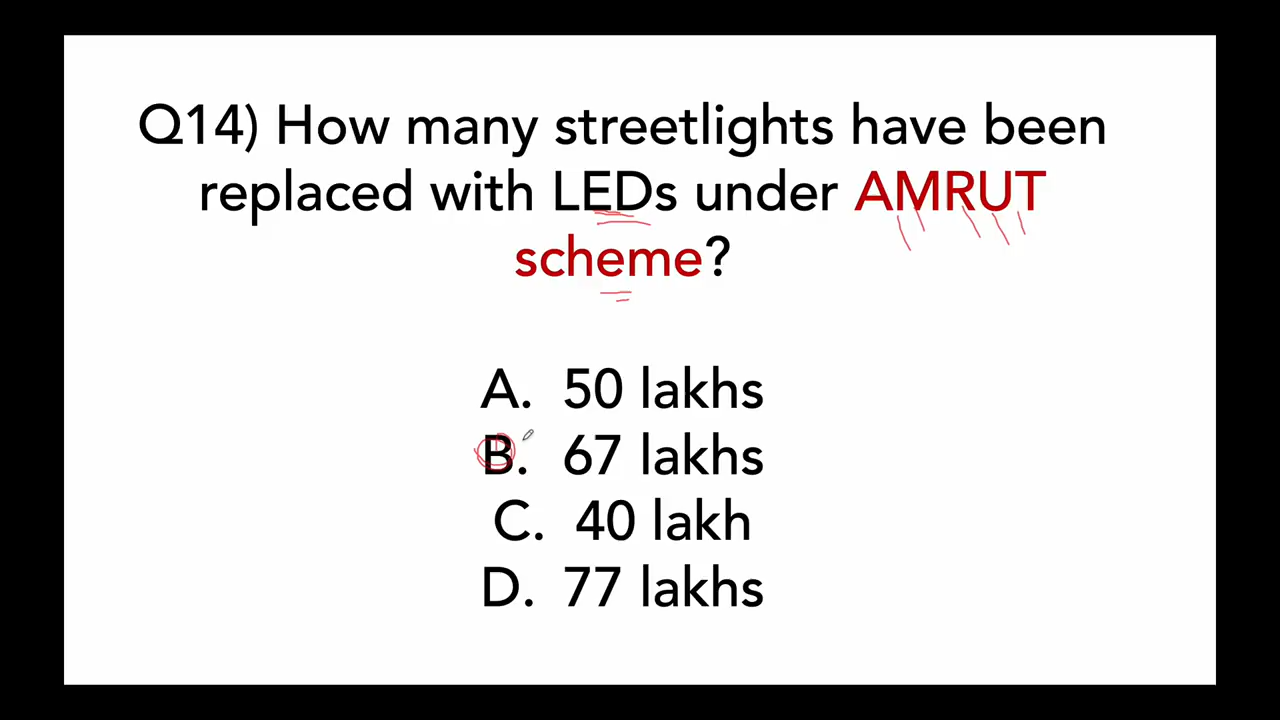 Q14) How many streetlights have been
replaced with LEDs under AMRUT
scheme?
A. 50 lakhs
B. 67 lakhs
C. 40 lakh
D. 77 lakhs